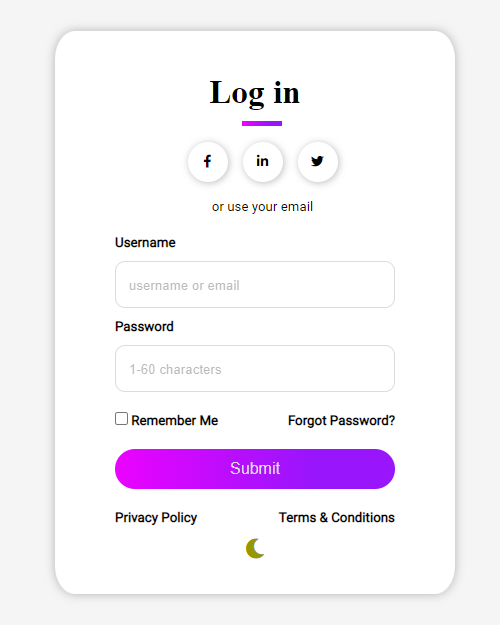 Log in
or use your email
Username
username or email
Password
1-60 characters
Remember Me Forgot Password?
Submit
Privacy Policy Terms & Conditions